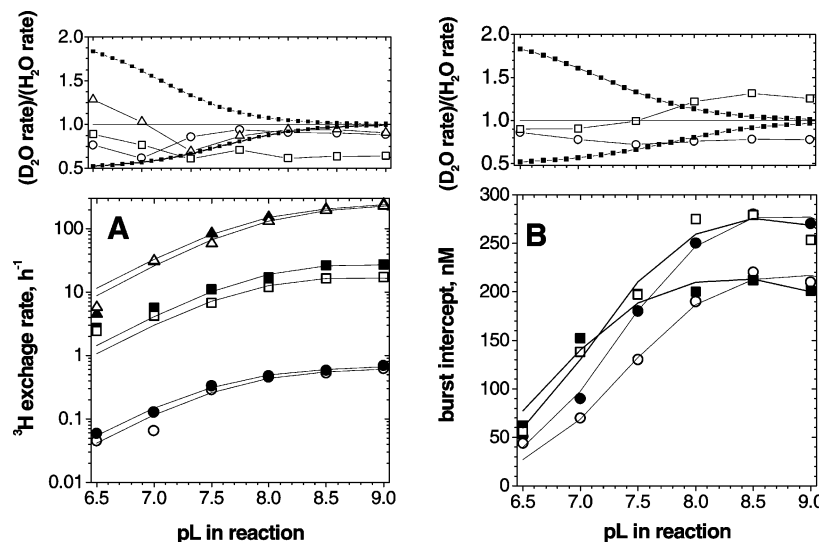 (D₂O rate)/(H₂O rate)
2.0
1.5
1.0
0.5
A
³H exchage rate, h⁻¹
100
10
1
0.1
0.01
6.5 7.0 7.5 8.0 8.5 9.0
pL in reaction
(D₂O rate)/(H₂O rate)
2.0
1.5
1.0
0.5
B
burst intercept, nM
300
250
200
150
100
50
0
6.5 7.0 7.5 8.0 8.5 9.0
pL in reaction